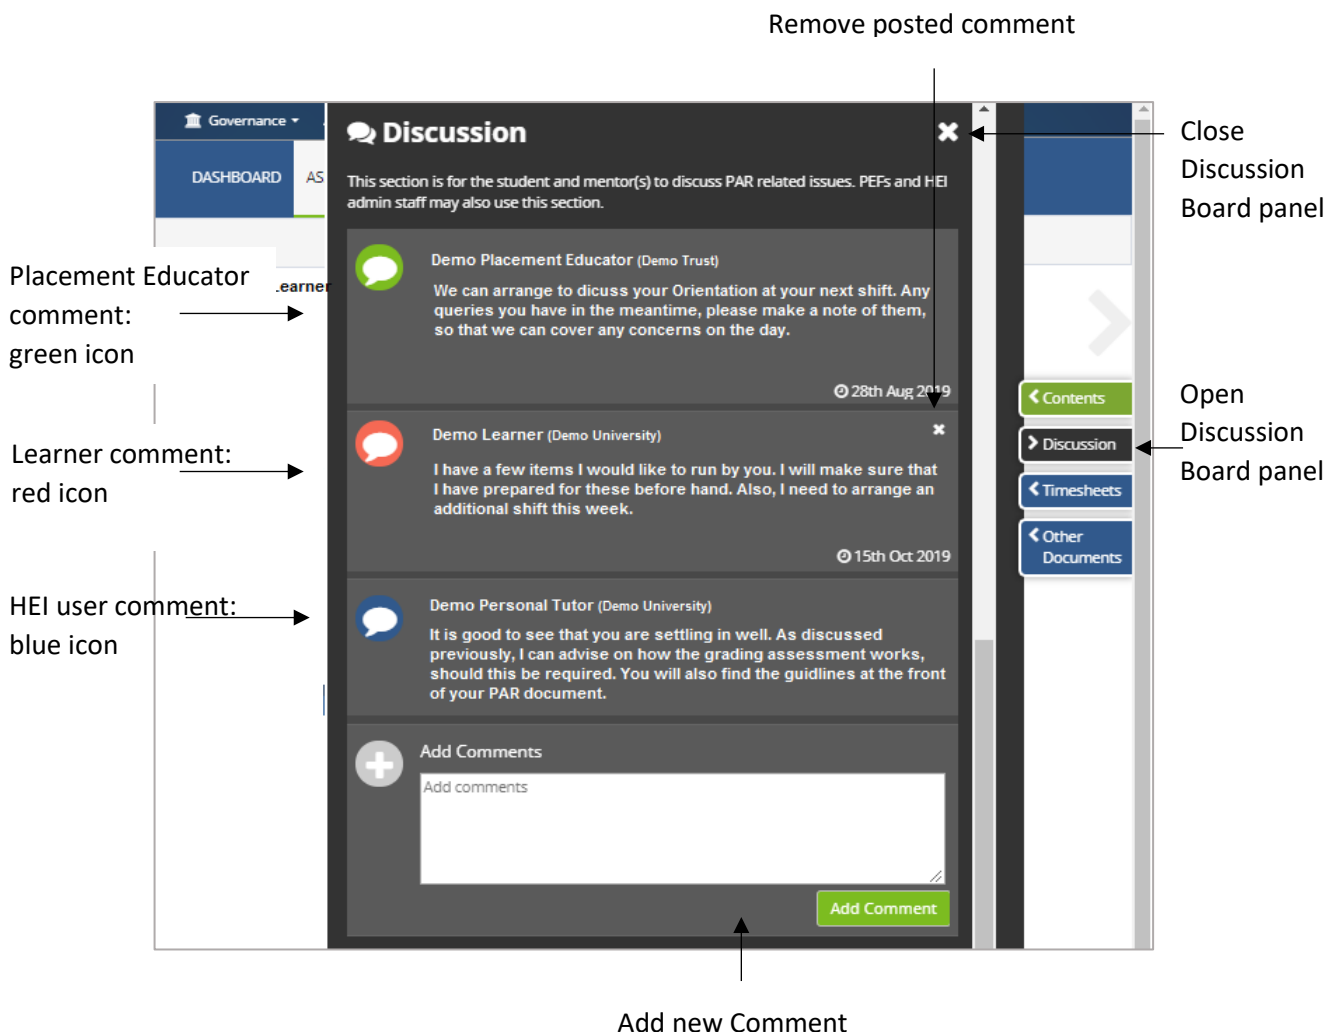 Remove posted comment
Governance
Discussion
Close
Discussion
Board panel
DASHBOARD
AS
This section is for the student and mentor(s) to discuss PAR related issues. PEFs and HEI
admin staff may also use this section.
Placement Educator
comment:
green icon
.earner
Demo Placement Educator (Demo Trust)
We can arrange to dicuss your Orientation at your next shift. Any
queries you have in the meantime, please make a note of them,
so that we can cover any concerns on the day.
28th Aug 2019
Contents
Discussion
Timesheets
Other
Documents
Open
Discussion
Board panel
Learner comment:
red icon
Demo Learner (Demo University)
I have a few items I would like to run by you. I will make sure that
I have prepared for these before hand. Also, I need to arrange an
additional shift this week.
15th Oct 2019
HEI user comment:
blue icon
Demo Personal Tutor (Demo University)
It is good to see that you are settling in well. As discussed
previously, I can advise on how the grading assessment works,
should this be required. You will also find the guidlines at the front
of your PAR document.
Add Comments
Add comments
Add Comment
Add new Comment